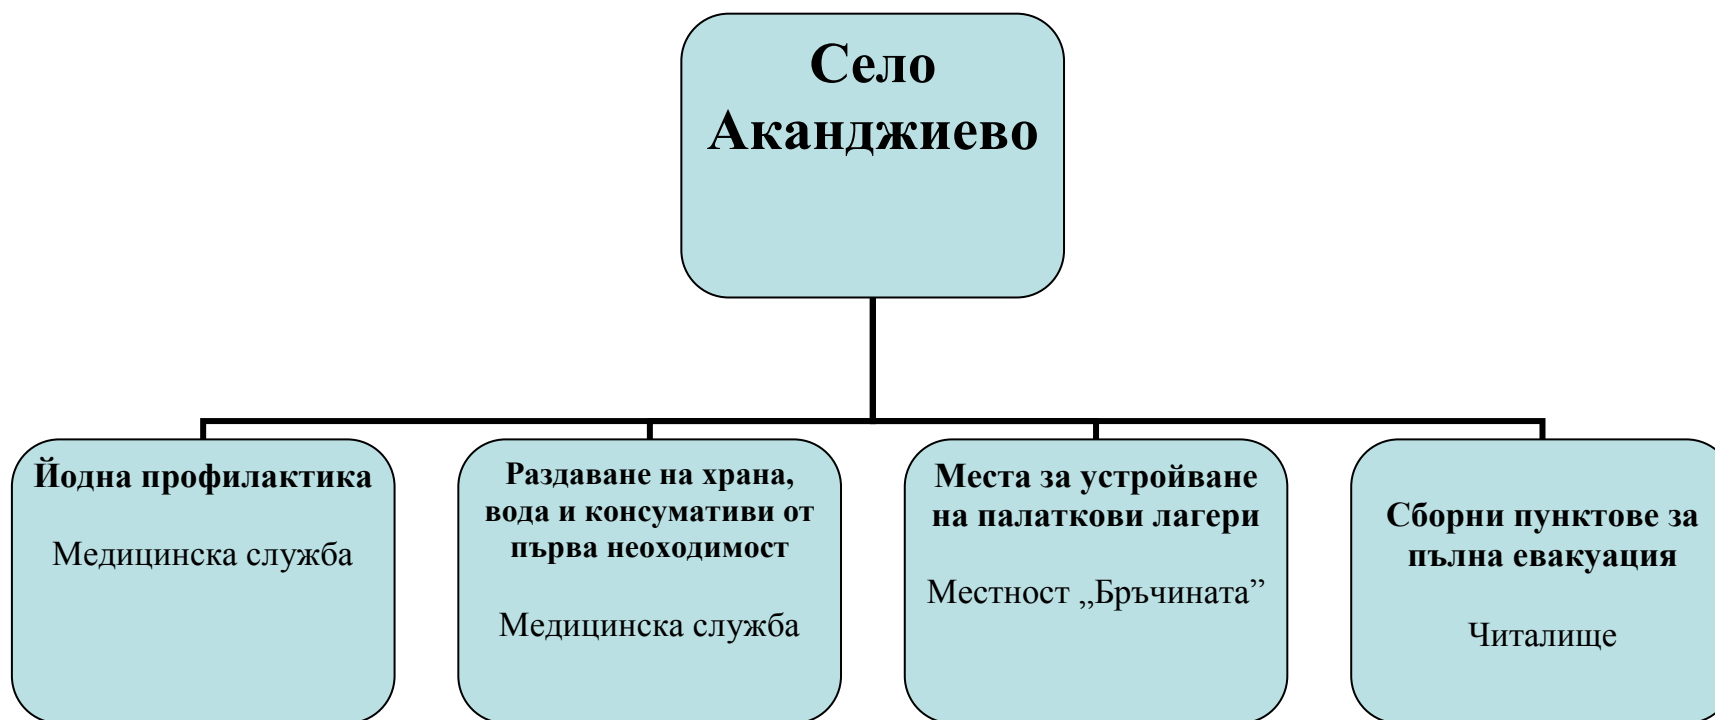 Село
Аканджиево
Йодна профилактика
Медицинска служба
Раздаване на храна,
вода и консумативи от
първа неоходимост
Медицинска служба
Места за устройване
на палаткови лагери
Местност „Бръчината”
Сборни пунктове за
пълна евакуация
Читалище